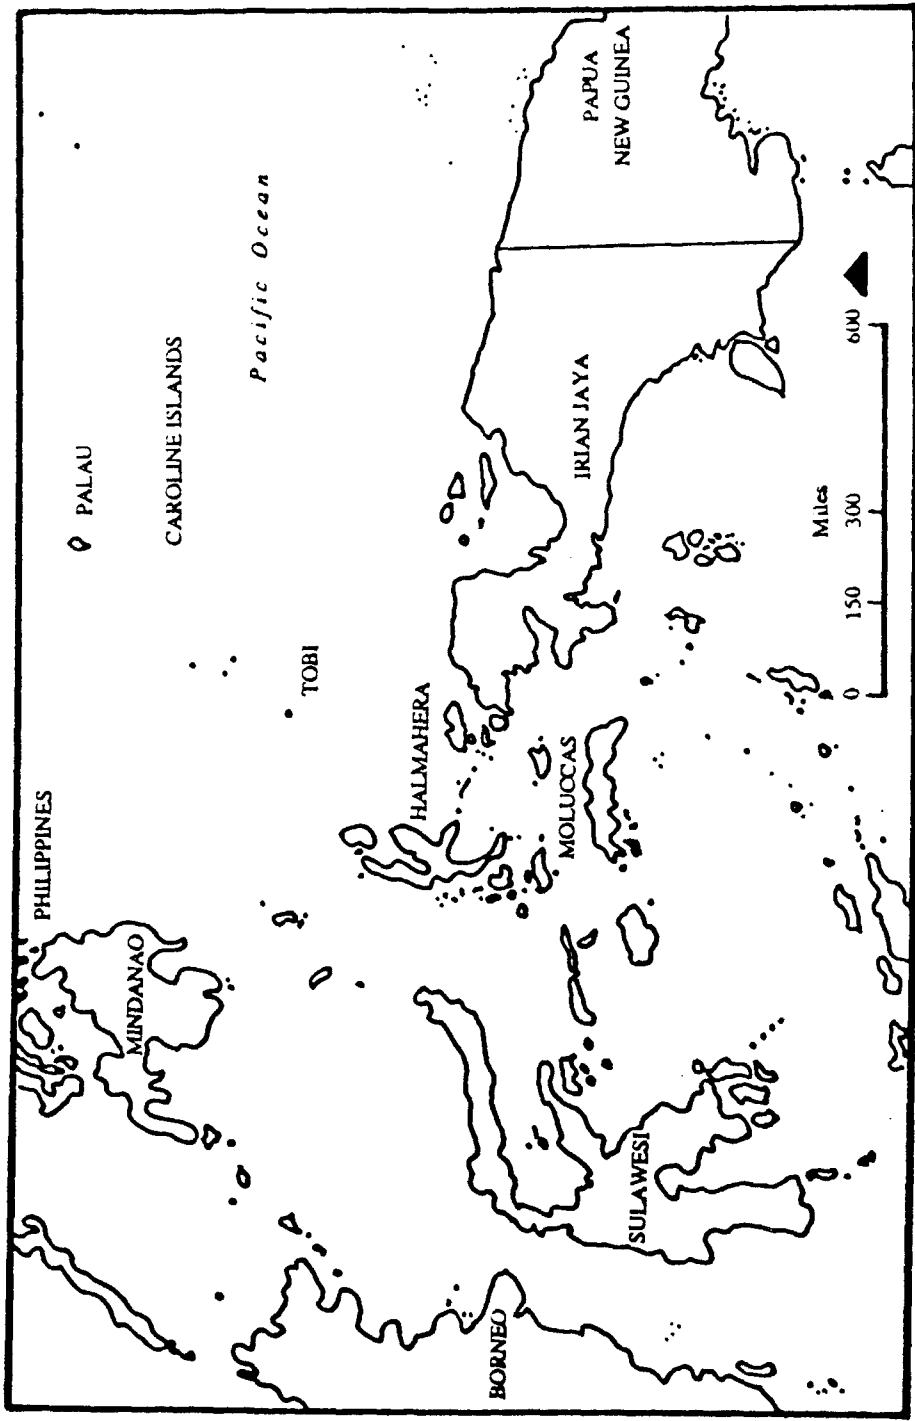 PHILIPPINES
PALAU
MINDANAO
CAROLINE ISLANDS
Pacific Ocean
TOBI
HALMAHERA
BORNEO
MOLUCCAS
IRIAN JAYA
PAPUA
NEW GUINEA
SULAWESI
Miles
0 150 300 600